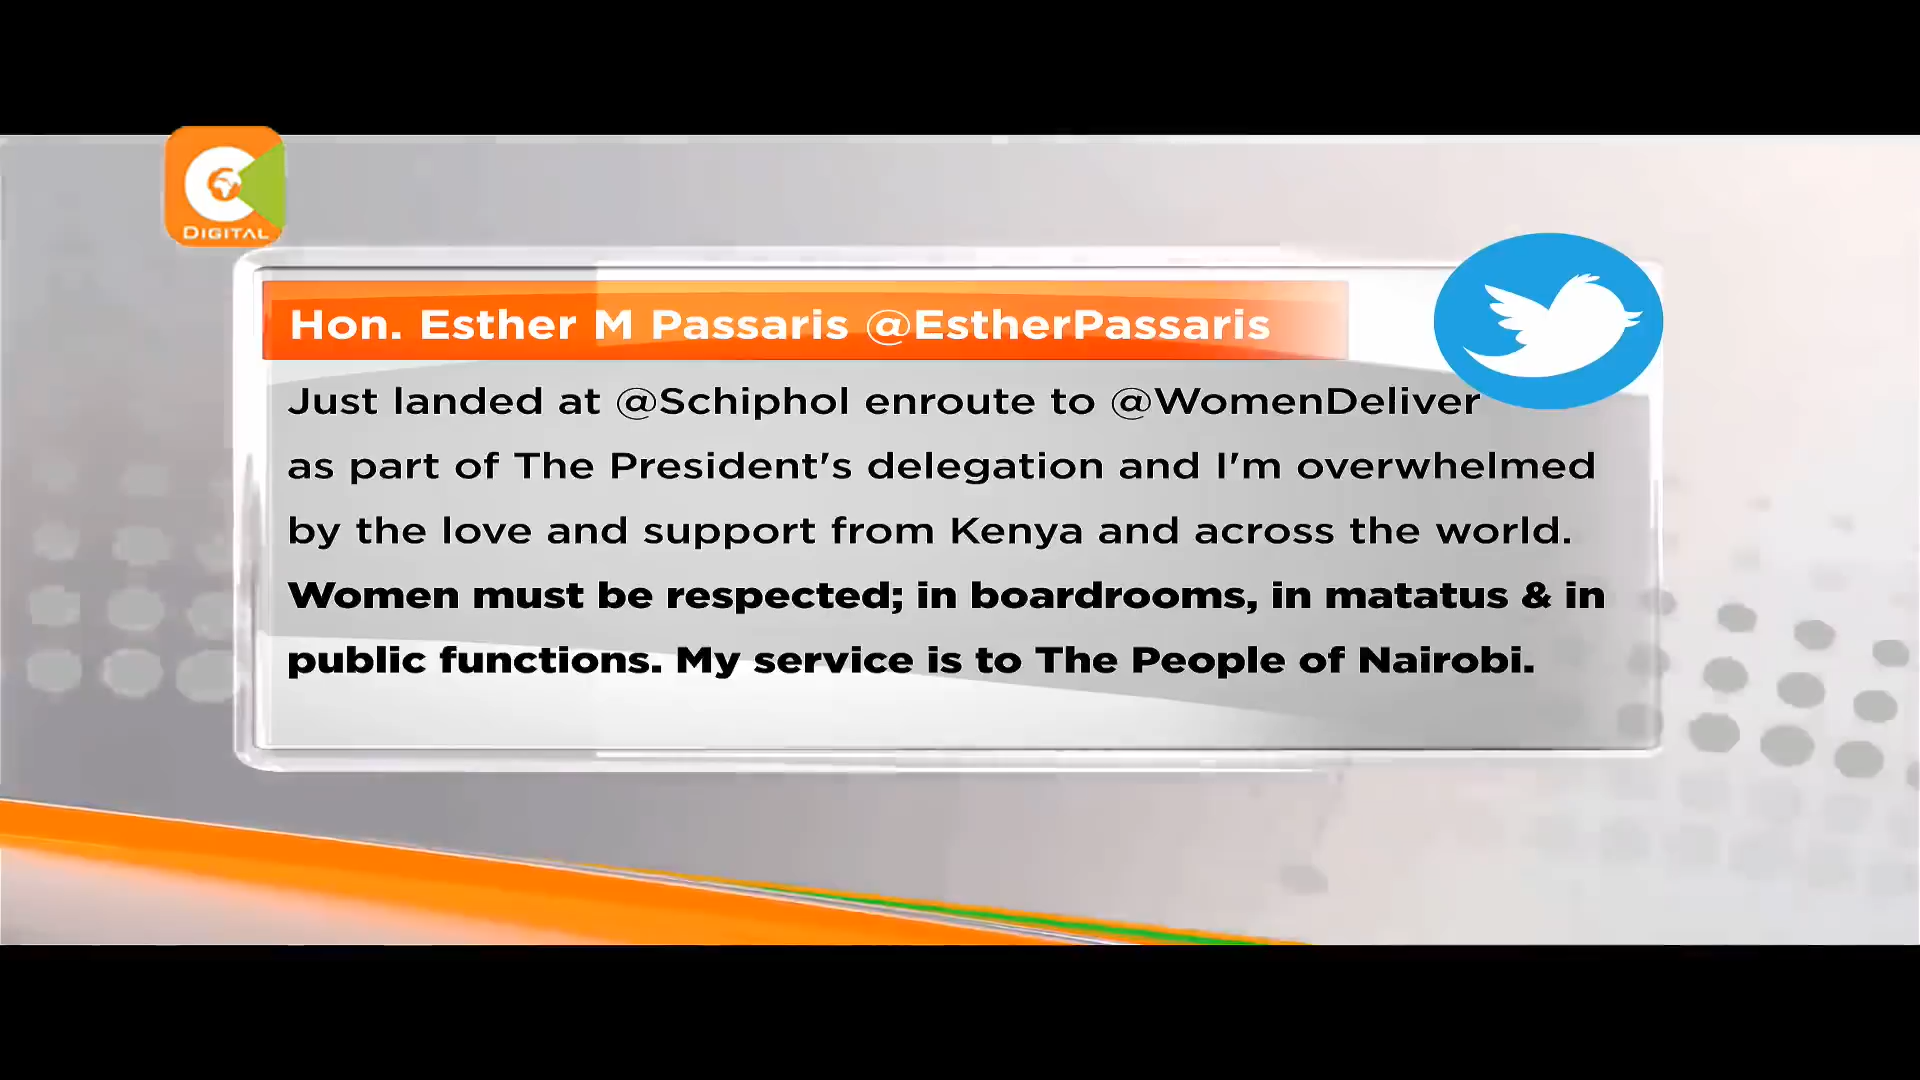 DIGITAL
Hon. Esther M Passaris @EstherPassaris
Just landed at @Schiphol enroute to @WomenDeliver
as part of The President's delegation and I'm overwhelmed
by the love and support from Kenya and across the world.
Women must be respected; in boardrooms, in matatus & in
public functions. My service is to The People of Nairobi.